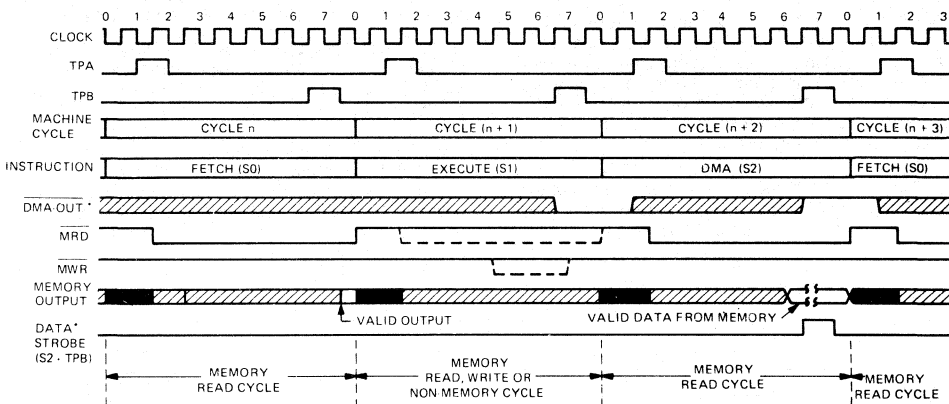 0 1 2 3 4 5 6 7 0 1 2 3 4 5 6 7 0 1 2 3 4 5 6 7 0 1 2 3
CLOCK
TPA
TPB
MACHINE CYCLE
CYCLE n CYCLE (n + 1) CYCLE (n + 2) CYCLE (n + 3)
INSTRUCTION FETCH (S0) EXECUTE (S1) DMA (S2) FETCH (S0)
DMA-OUT *
MRD
MWR
MEMORY OUTPUT
VALID OUTPUT VALID DATA FROM MEMORY
DATA* STROBE (S2 · TPB)
MEMORY READ CYCLE
MEMORY READ, WRITE OR NON-MEMORY CYCLE
MEMORY READ CYCLE
MEMORY READ CYCLE